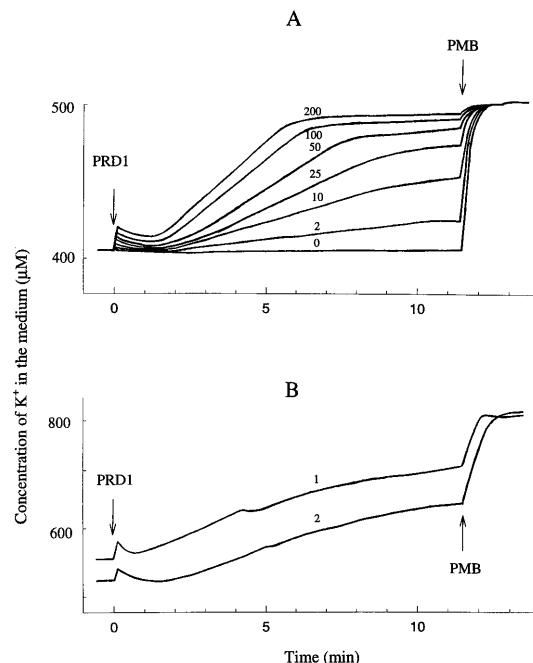 A
PMB
500
200
100
PRD1
50
25
10
2
0
400
0 5 10
Concentration of K⁺ in the medium (μM)
B
800
1
PRD1
2
600
PMB
0 5 10
Time (min)